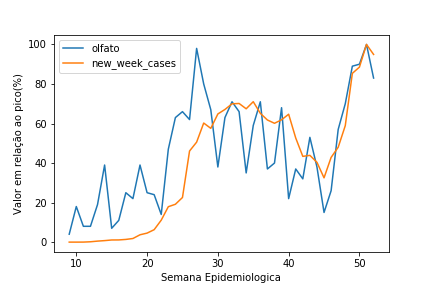 olfato
new_week_cases
Valor em relação ao pico(%)
100
80
60
40
20
0
10
20
30
40
50
Semana Epidemiologica